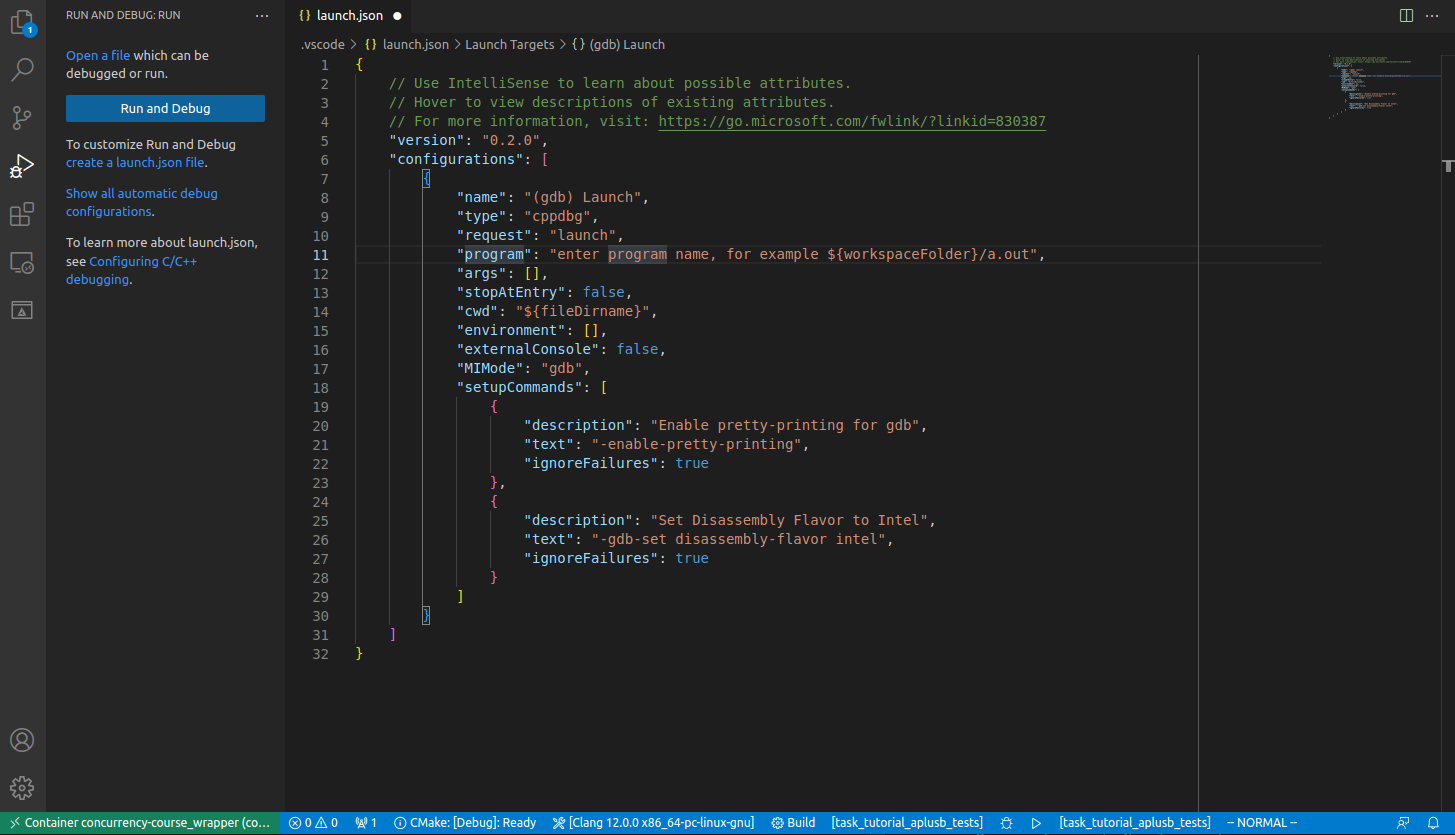 RUN AND DEBUG: RUN
···
Open a file which can be
debugged or run.
Run and Debug
To customize Run and Debug
create a launch.json file.
Show all automatic debug
configurations.
To learn more about launch.json,
see Configuring C/C++
debugging.
1
{} launch.json ●
···
.vscode > {} launch.json > Launch Targets > {} (gdb) Launch
1 {
2 // Use IntelliSense to learn about possible attributes.
3 // Hover to view descriptions of existing attributes.
4 // For more information, visit: https://go.microsoft.com/fwlink/?linkid=830387
5 "version": "0.2.0",
6 "configurations": [
7 {
8 "name": "(gdb) Launch",
9 "type": "cppdbg",
10 "request": "launch",
11 "program": "enter program name, for example ${workspaceFolder}/a.out",
12 "args": [],
13 "stopAtEntry": false,
14 "cwd": "${fileDirname}",
15 "environment": [],
16 "externalConsole": false,
17 "MIMode": "gdb",
18 "setupCommands": [
19 {
20 "description": "Enable pretty-printing for gdb",
21 "text": "-enable-pretty-printing",
22 "ignoreFailures": true
23 },
24 {
25 "description": "Set Disassembly Flavor to Intel",
26 "text": "-gdb-set disassembly-flavor intel",
27 "ignoreFailures": true
28 }
29 ]
30 }
31 ]
32 }
Container concurrency-course_wrapper (co... 0 0 1 CMake: [Debug]: Ready [Clang 12.0.0 x86_64-pc-linux-gnu] Build [task_tutorial_aplusb_tests] [task_tutorial_aplusb_tests] -- NORMAL --